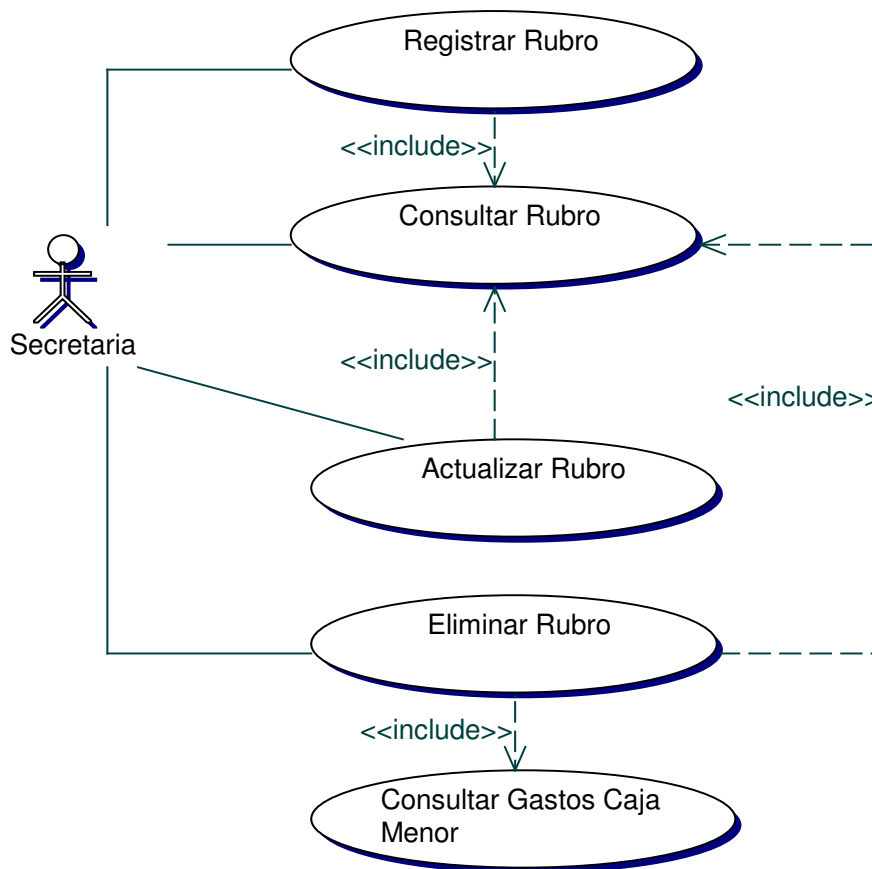 Registrar Rubro
<<include>>
Consultar Rubro
Secretaria
<<include>>
<<include>>
Actualizar Rubro
Eliminar Rubro
<<include>>
Consultar Gastos Caja
Menor